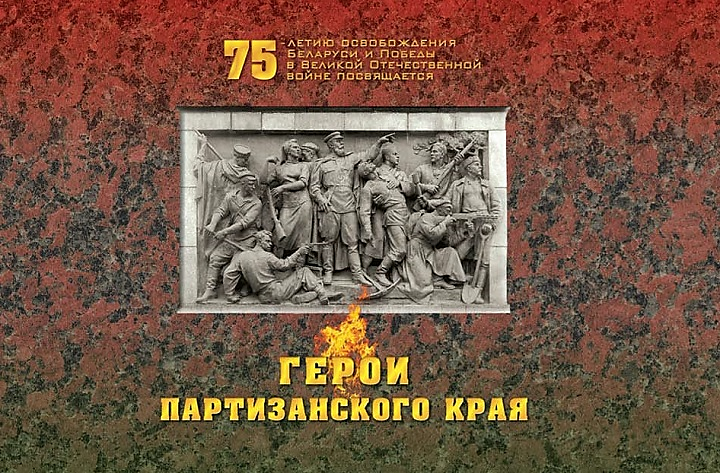 75-летию освобождения
Беларуси и Победы
в Великой Отечественной
войне посвящается
ГЕРОИ
ПАРТИЗАНСКОГО КРАЯ